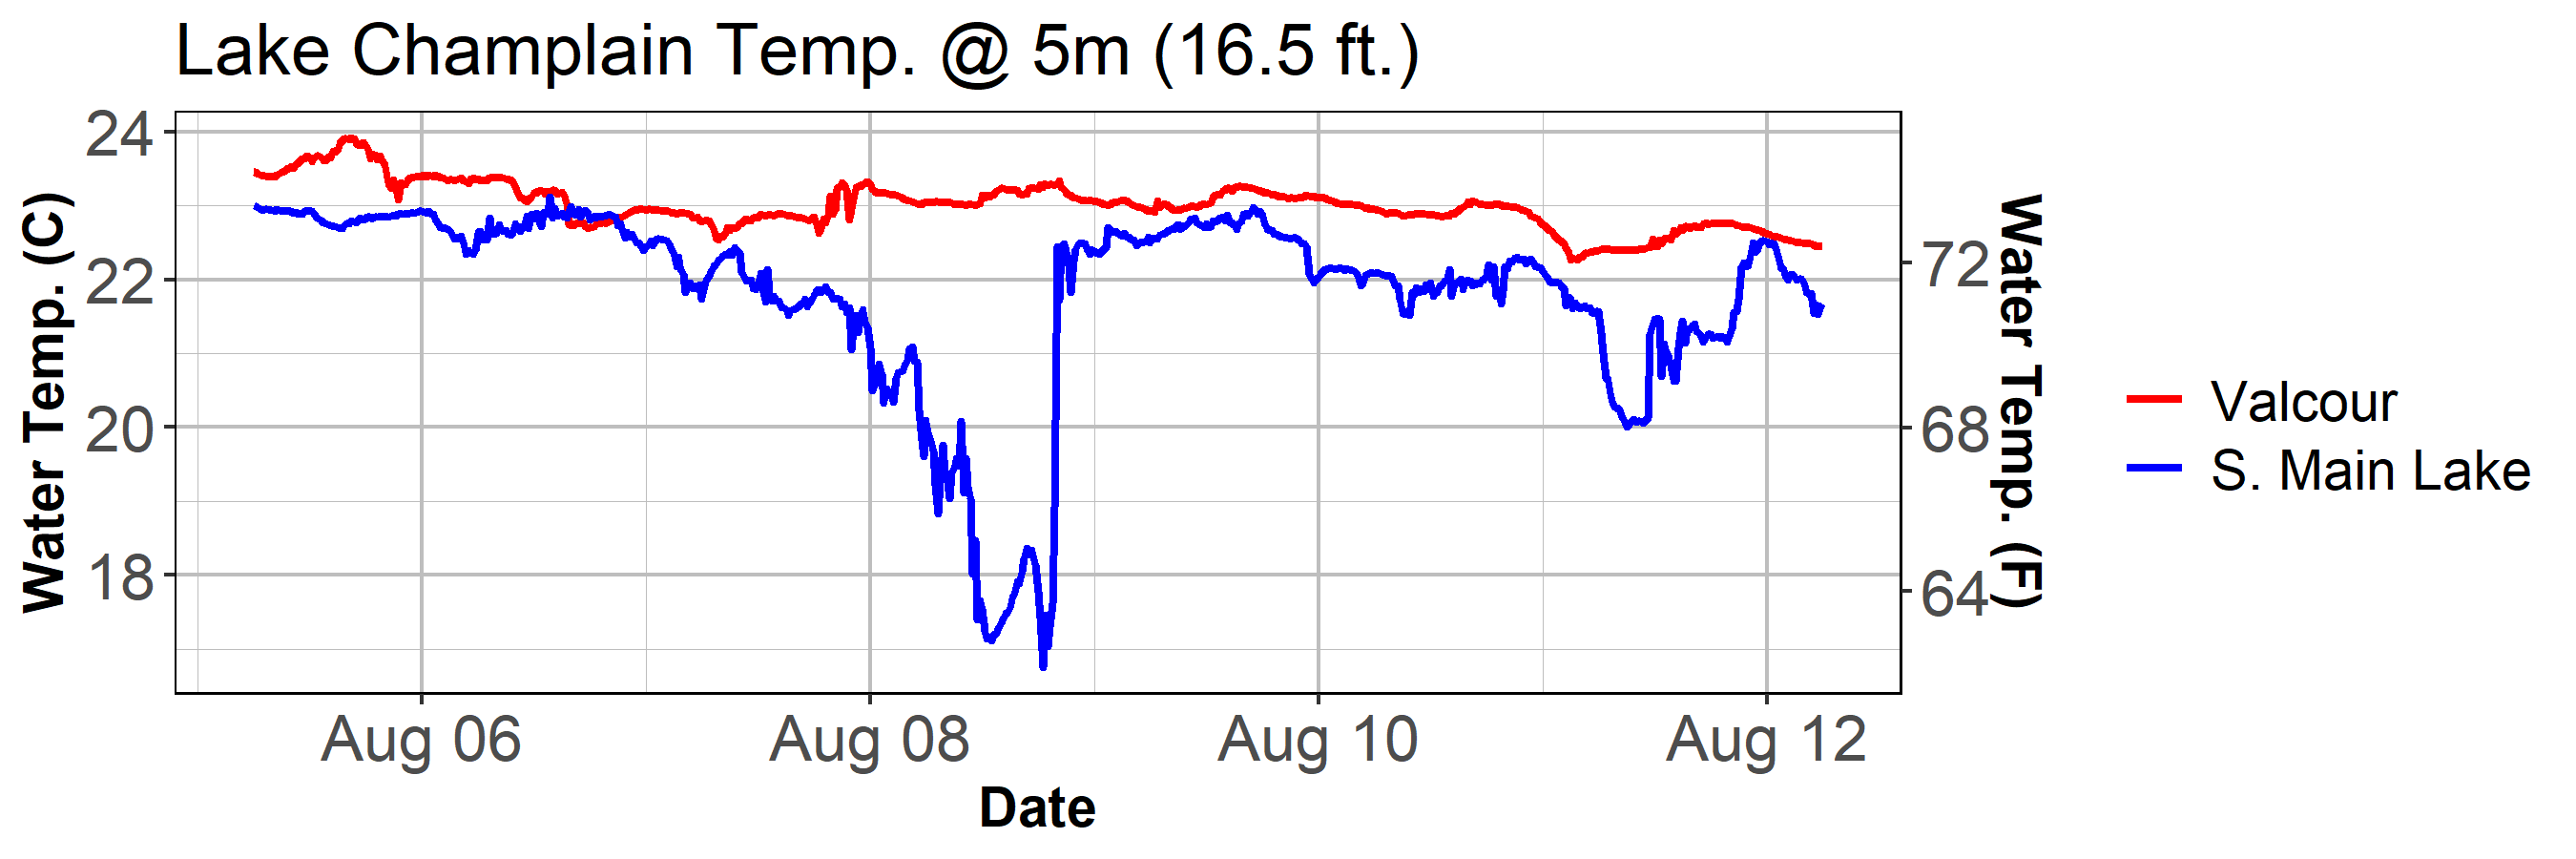 Lake Champlain Temp. @ 5m (16.5 ft.)
Water Temp. (C)
24
22
20
18
72
68
64
Water Temp. (F)
Aug 06
Aug 08
Aug 10
Aug 12
Date
Valcour
S. Main Lake